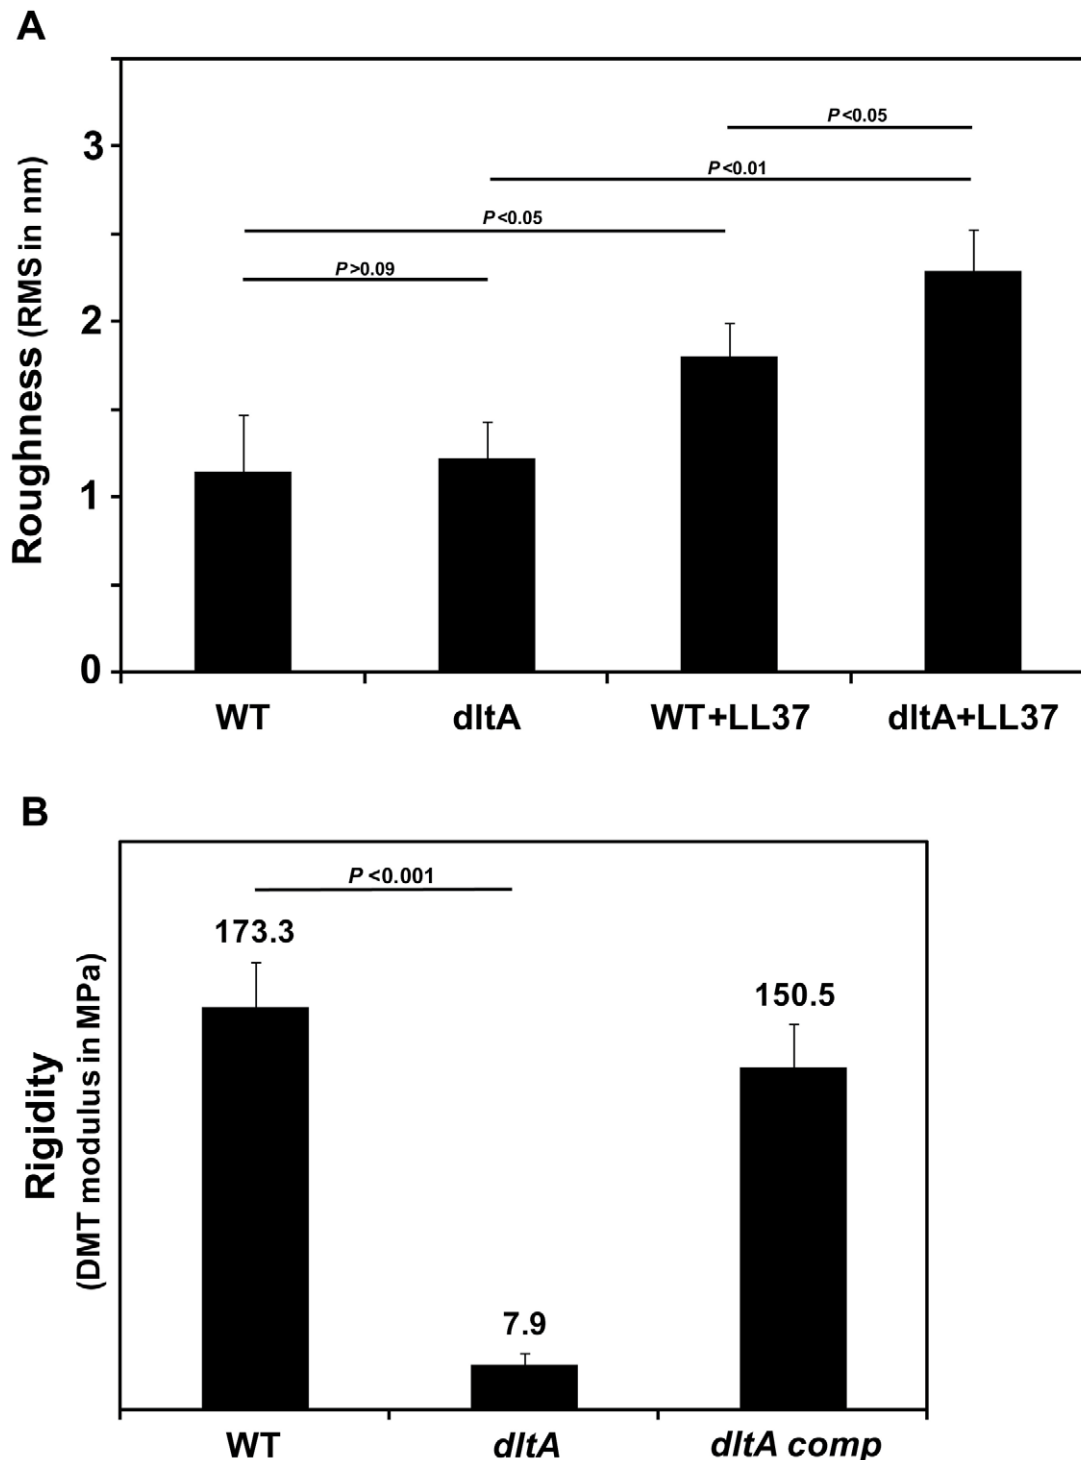 A
Roughness (RMS in nm)
3
2
1
0
P<0.05
P<0.01
P<0.05
P>0.09
WT
dltA
WT+LL37
dltA+LL37
B
Rigidity
(DMT modulus in MPa)
P<0.001
173.3
7.9
150.5
WT
dltA
dltA comp